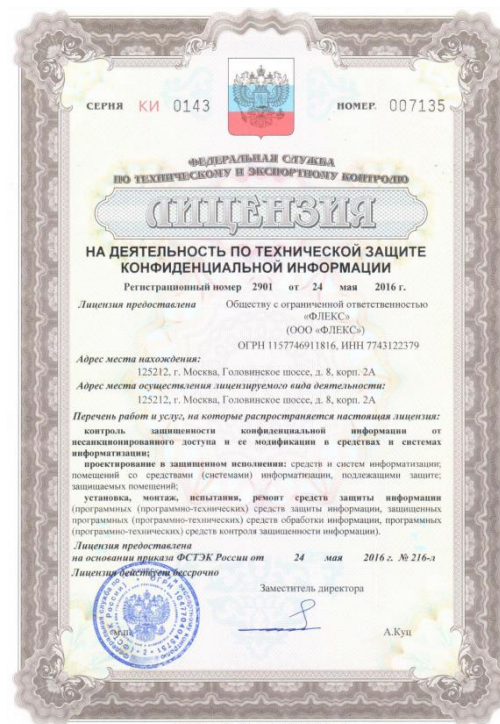 СЕРИЯ КИ 0143 НОМЕР 007135
ФЕДЕРАЛЬНАЯ СЛУЖБА
ПО ТЕХНИЧЕСКОМУ И ЭКСПОРТНОМУ КОНТРОЛЮ
ЛИЦЕНЗИЯ
НА ДЕЯТЕЛЬНОСТЬ ПО ТЕХНИЧЕСКОЙ ЗАЩИТЕ
КОНФИДЕНЦИАЛЬНОЙ ИНФОРМАЦИИ
Регистрационный номер 2901 от 24 мая 2016 г.
Лицензия предоставлена Обществу с ограниченной ответственностью
«ФЛЕКС»
(ООО «ФЛЕКС»)
ОГРН 1157746911816, ИНН 7743122379
Адрес места нахождения:
125212, г. Москва, Головинское шоссе, д. 8, корп. 2А
Адрес места осуществления лицензируемого вида деятельности:
125212, г. Москва, Головинское шоссе, д. 8, корп. 2А
Перечень работ и услуг, на которые распространяется настоящая лицензия:
контроль защищенности конфиденциальной информации от
несанкционированного доступа и ее модификации в средствах и системах
информатизации;
проектирование в защищенном исполнении: средств и систем информатизации;
помещений со средствами (системами) информатизации, подлежащими защите;
защищаемых помещений;
установка, монтаж, испытания, ремонт средств защиты информации
(программных (программно-технических) средств защиты информации, защищенных
программных (программно-технических) средств обработки информации, программных
(программно-технических) средств контроля защищенности информации).
Лицензия предоставлена
на основании приказа ФСТЭК России от 24 мая 2016 г. № 216-л
Лицензия действует бессрочно
Заместитель директора
м.п.
А.Куц